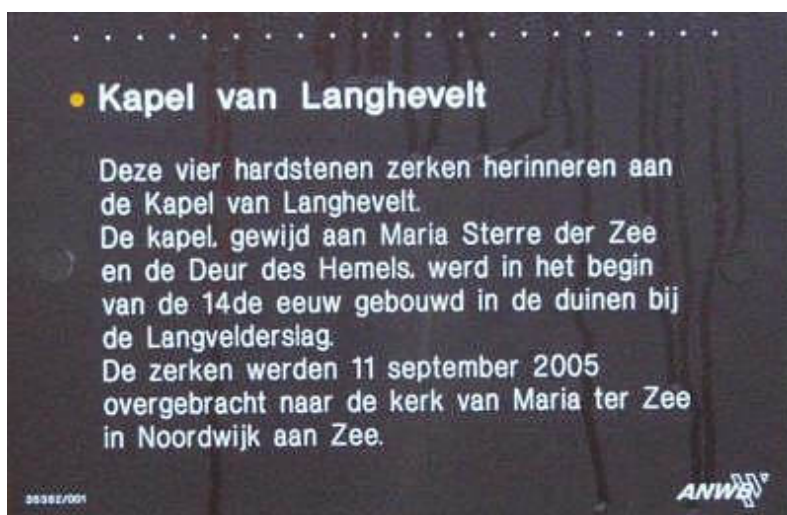 Kapel van Langhevelt
Deze vier hardstenen zerken herinneren aan
de Kapel van Langhevelt.
De kapel, gewijd aan Maria Sterre der Zee
en de Deur des Hemels, werd in het begin
van de 14de eeuw gebouwd in de duinen bij
de Langvelderslag.
De zerken werden 11 september 2005
overgebracht naar de kerk van Maria ter Zee
in Noordwijk aan Zee.
ANWB